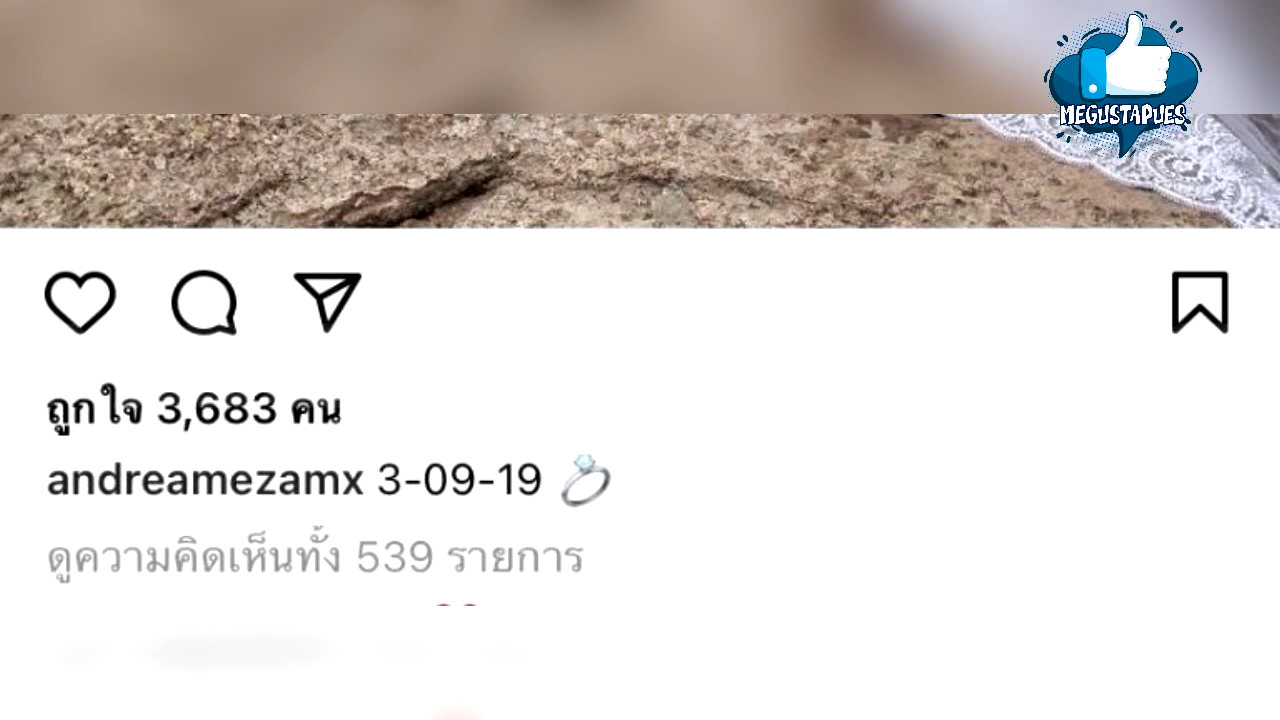 MEGUSTAPUES
ถูกใจ 3,683 คน
andreamezamx 3-09-19 💍
ดูความคิดเห็นทั้ง 539 รายการ